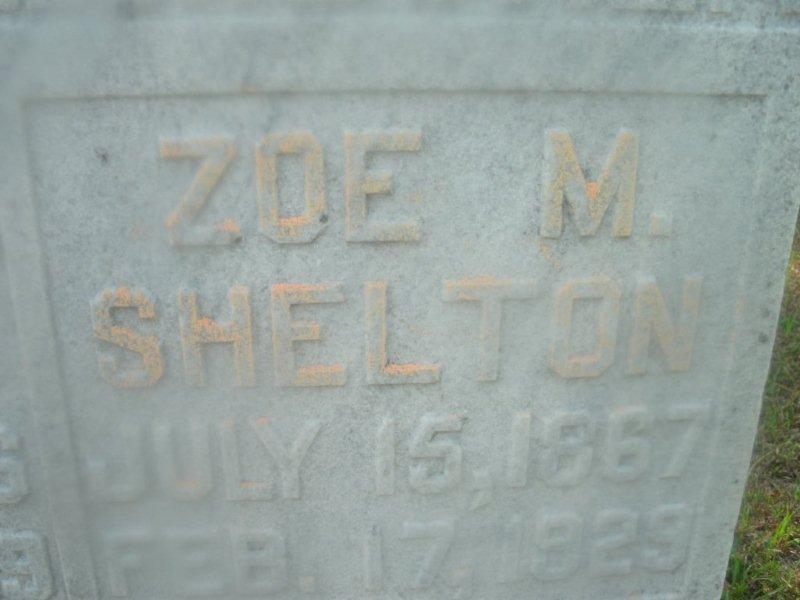 ZOE M.
SHELTON
JULY 15, 1867
FEB. 17, 1929